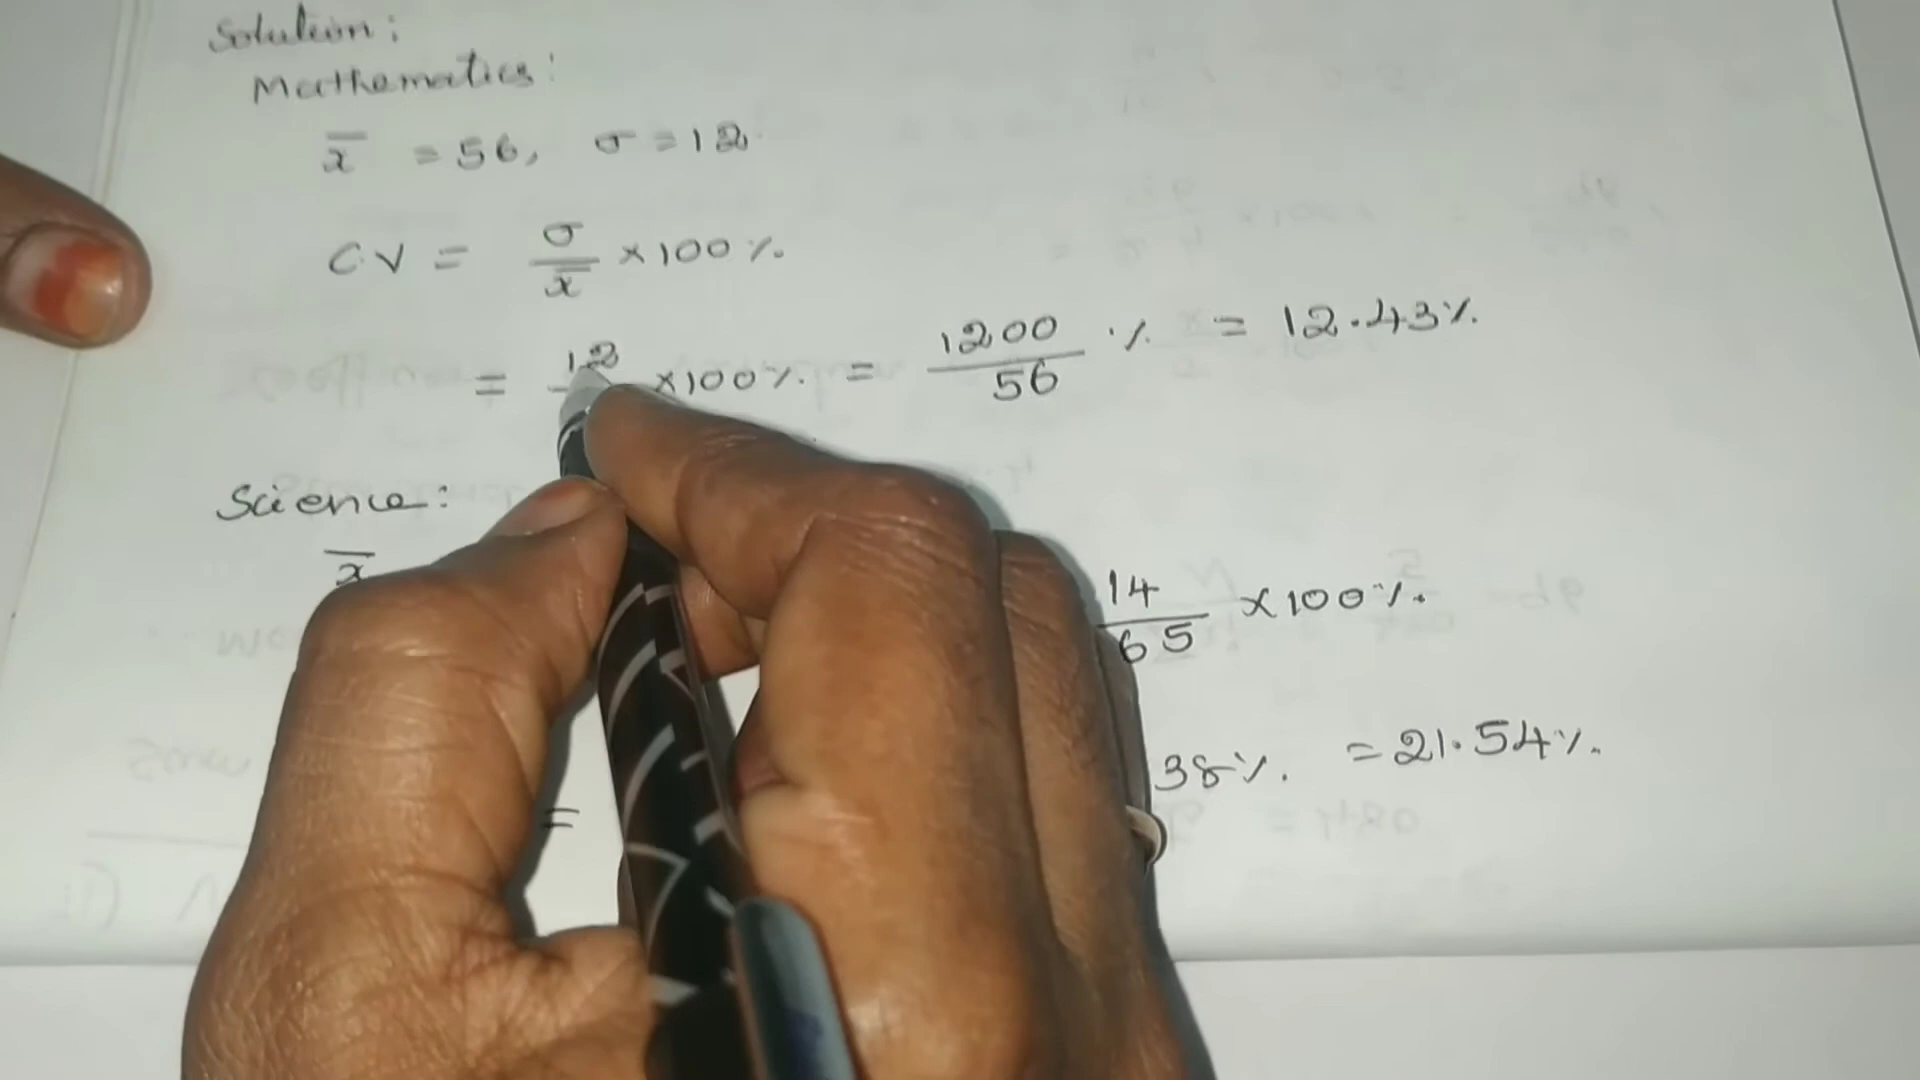 Solution:
Mathematics:
x̄ = 56, σ = 12
CV = σ/x̄ × 100 %
= 12 × 100 % = 1200/56 % = 12.43 %
Science:
x̄
14/65 × 100 %.
= 38 %. = 21.54 %.